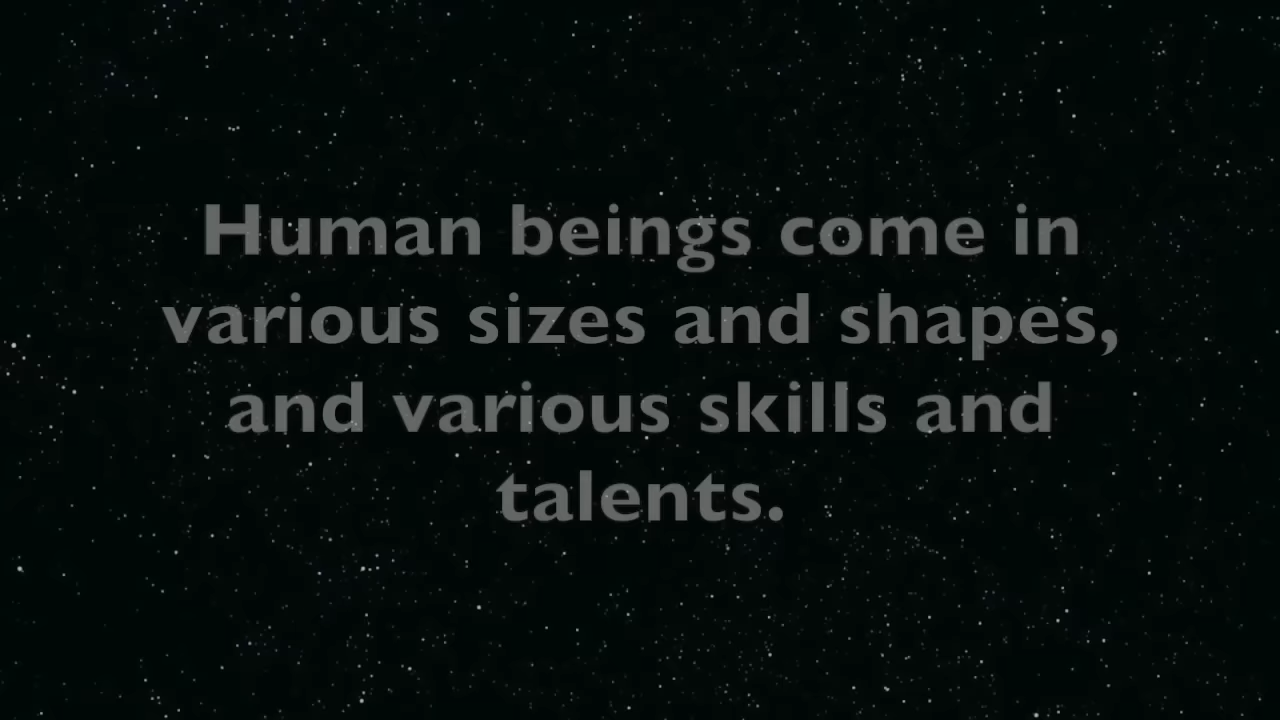 Human beings come in
various sizes and shapes,
and various skills and
talents.